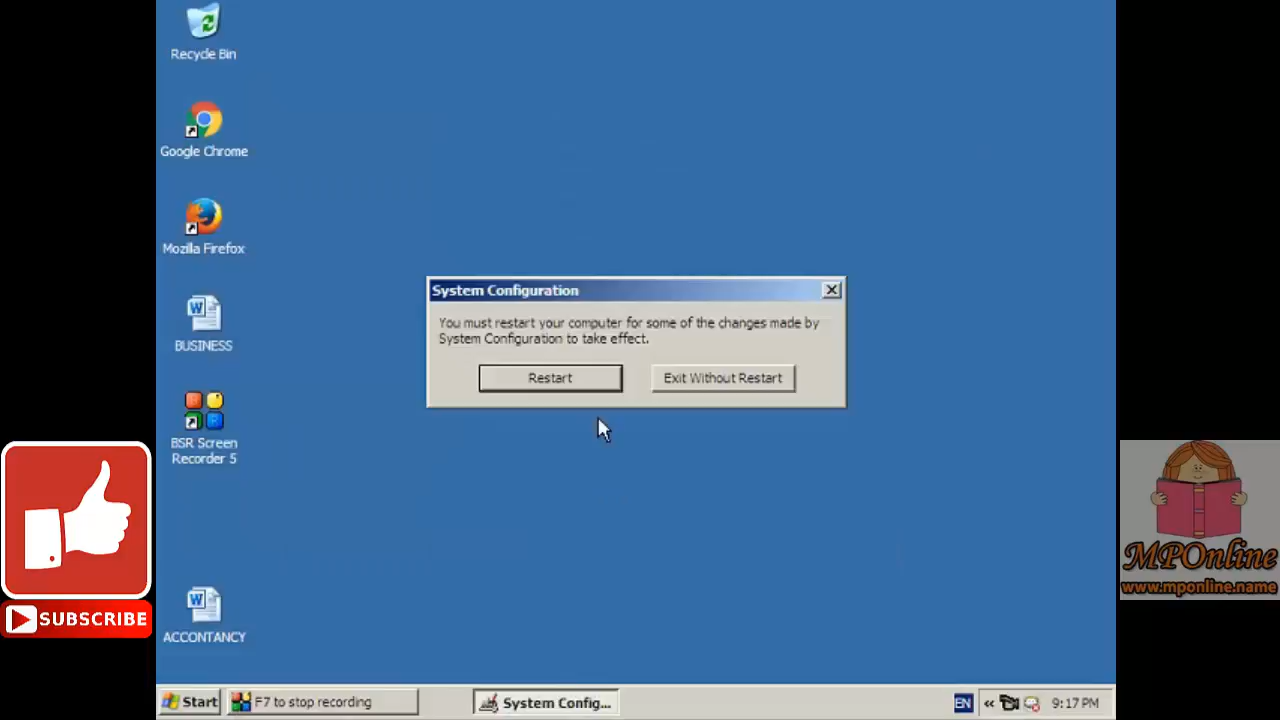 Recycle Bin
Google Chrome
Mozilla Firefox
BUSINESS
BSR Screen
Recorder 5
ACCONTANCY
System Configuration
You must restart your computer for some of the changes made by
System Configuration to take effect.
Restart
Exit Without Restart
SUBSCRIBE
MPOnline
www.mponline.name
Start
F7 to stop recording
System Config...
EN
«
9:17 PM